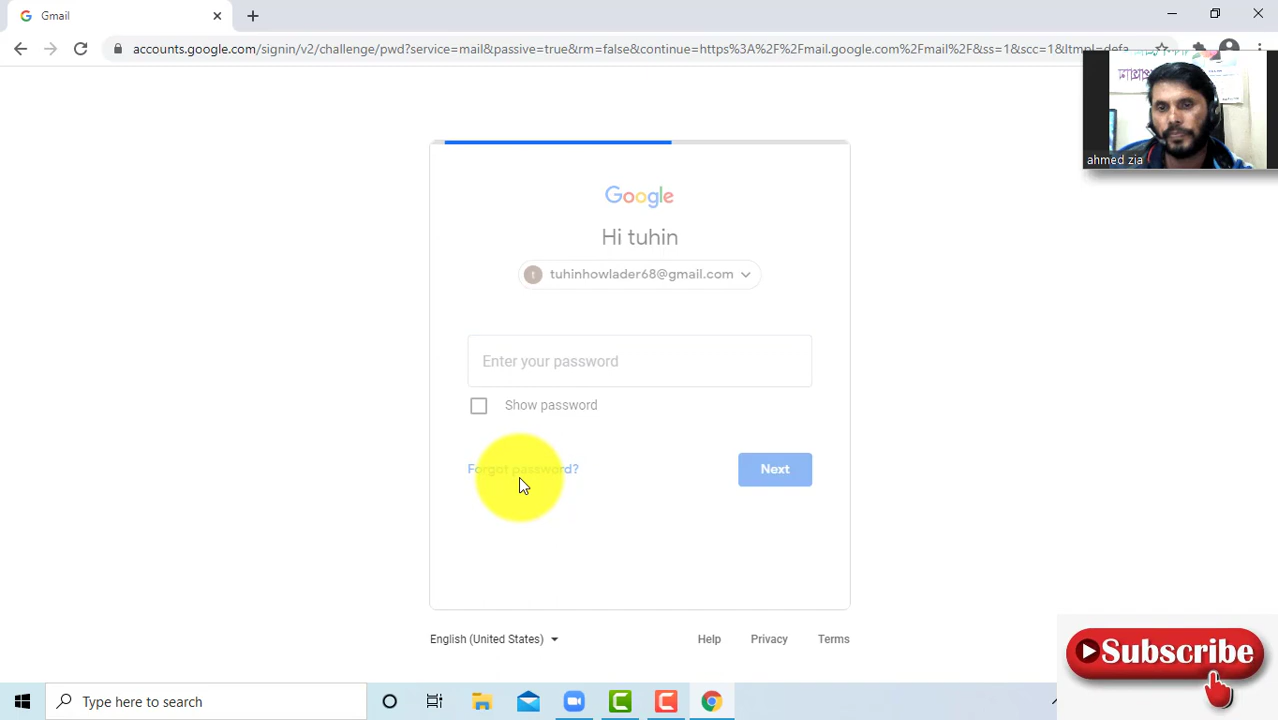 Gmail
accounts.google.com/signin/v2/challenge/pwd?service=mail&passive=true&rm=false&continue=https%3A%2F%2Fmail.google.com%2Fmail%2F&ss=1&scc=1&ltmpl=defa
ahmed zia
Google
Hi tuhin
t
tuhinhowlader68@gmail.com
Enter your password
Show password
Forgot password?
Next
English (United States)
Help
Privacy
Terms
Subscribe
Type here to search